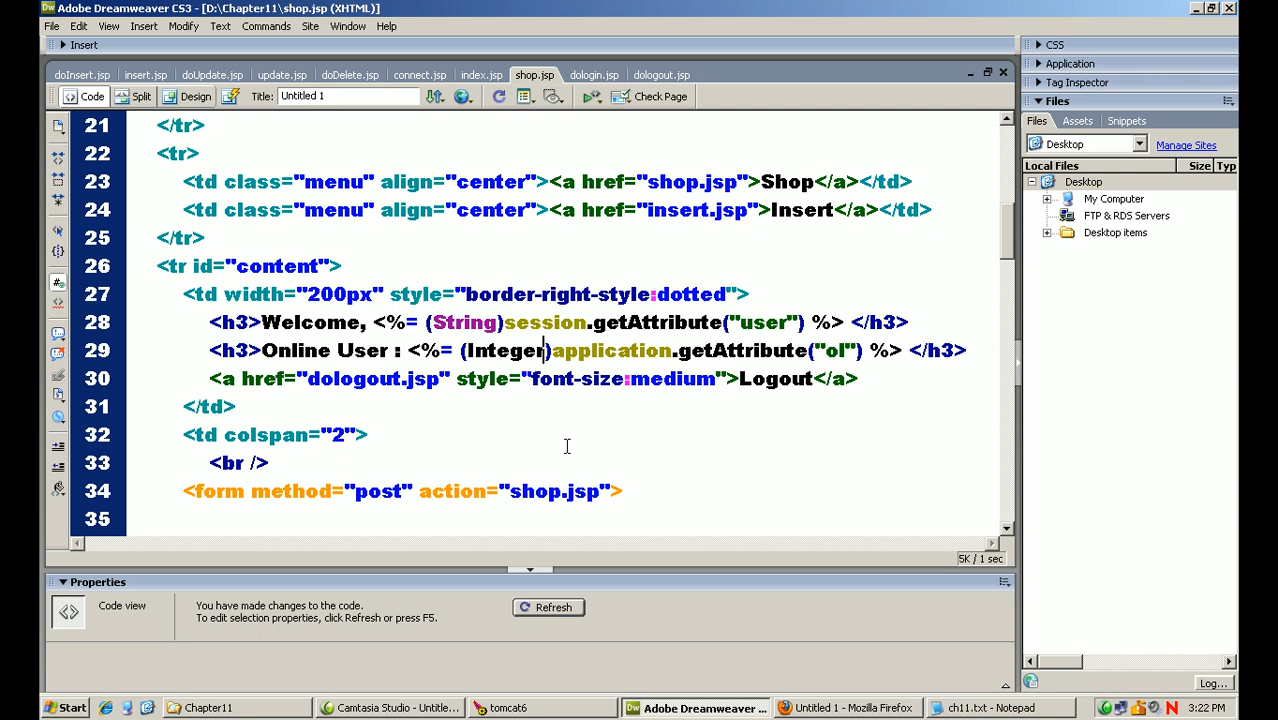 Adobe Dreamweaver CS3 - [D:\Chapter11\shop.jsp (XHTML)]
File Edit View Insert Modify Text Commands Site Window Help
Insert
doInsert.jsp insert.jsp doUpdate.jsp update.jsp doDelete.jsp connect.jsp index.jsp shop.jsp dologin.jsp dologout.jsp
Code Split Design Title: Untitled 1 Check Page
21 </tr>
22 <tr>
23 <td class="menu" align="center"><a href="shop.jsp">Shop</a></td>
24 <td class="menu" align="center"><a href="insert.jsp">Insert</a></td>
25 </tr>
26 <tr id="content">
27 <td width="200px" style="border-right-style:dotted">
28 <h3>Welcome, <%= (String)session.getAttribute("user") %> </h3>
29 <h3>Online User : <%= (Integer)application.getAttribute("ol") %> </h3>
30 <a href="dologout.jsp" style="font-size:medium">Logout</a>
31 </td>
32 <td colspan="2">
33 <br />
34 <form method="post" action="shop.jsp">
35
5K / 1 sec
Properties
Code view
You have made changes to the code.
To edit selection properties, click Refresh or press F5.
Refresh
CSS
Application
Tag Inspector
Files
Files Assets Snippets
Desktop Manage Sites
Local Files Size Typ
Desktop
My Computer
FTP & RDS Servers
Desktop items
Log...
Start Chapter11 Camtasia Studio - Untitle... tomcat6 Adobe Dreamweaver ... Untitled 1 - Mozilla Firefox ch11.txt - Notepad 3:22 PM